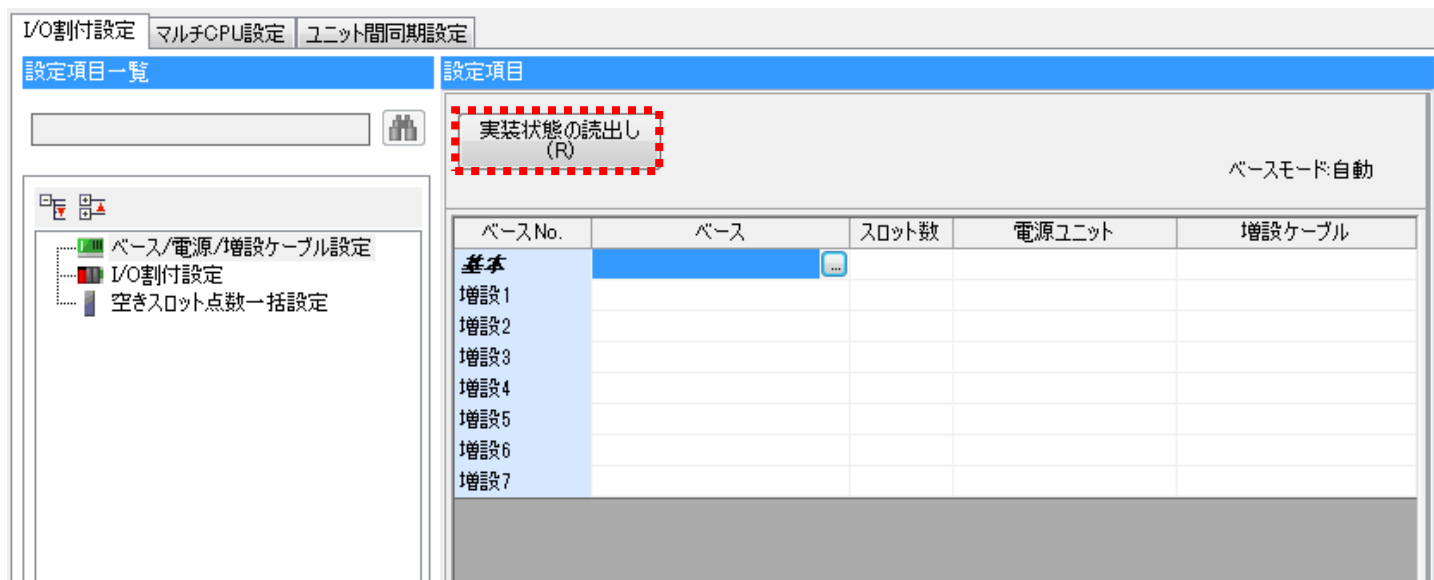 I/O割付設定 マルチCPU設定 ユニット間同期設定
設定項目一覧
設定項目
実装状態の読出し
(R)
ベースモード:自動
ベース/電源/増設ケーブル設定
I/O割付設定
空きスロット点数一括設定
ベースNo. ベース スロット数 電源ユニット 増設ケーブル
基本 ...
増設1
増設2
増設3
増設4
増設5
増設6
増設7